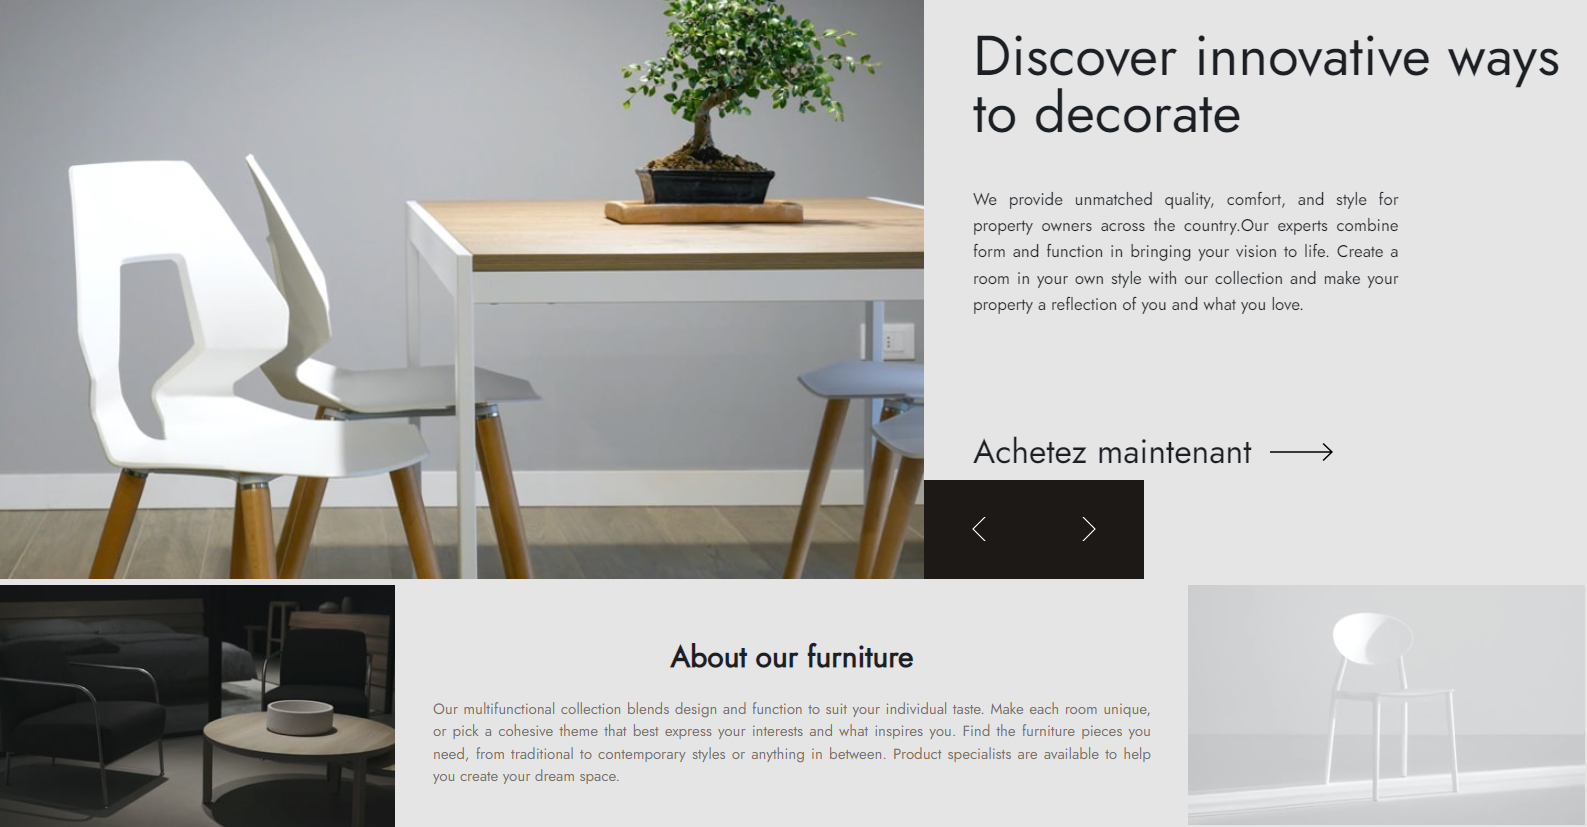 Discover innovative ways
to decorate
We provide unmatched quality, comfort, and style for
property owners across the country.Our experts combine
form and function in bringing your vision to life. Create a
room in your own style with our collection and make your
property a reflection of you and what you love.
Achetez maintenant
About our furniture
Our multifunctional collection blends design and function to suit your individual taste. Make each room unique,
or pick a cohesive theme that best express your interests and what inspires you. Find the furniture pieces you
need, from traditional to contemporary styles or anything in between. Product specialists are available to help
you create your dream space.